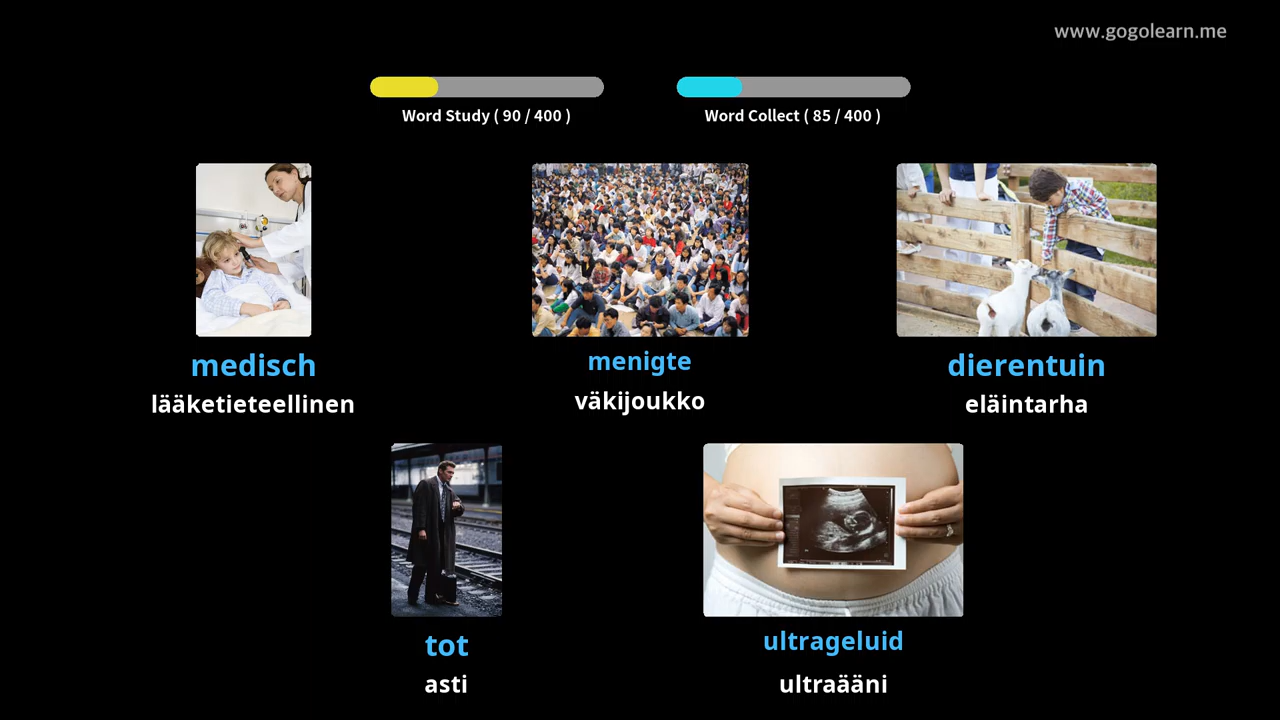 www.gogolearn.me
Word Study ( 90 / 400 )
Word Collect ( 85 / 400 )
medisch
lääketieteellinen
menigte
väkijoukko
dierentuin
eläintarha
tot
asti
ultrageluid
ultraääni